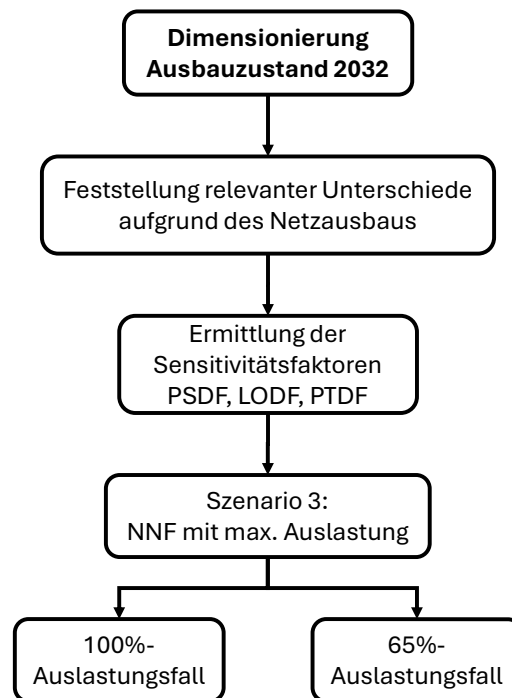 Dimensionierung
Ausbauzustand 2032
Feststellung relevanter Unterschiede
aufgrund des Netzausbaus
Ermittlung der
Sensitivitätsfaktoren
PSDF, LODF, PTDF
Szenario 3:
NNF mit max. Auslastung
100%-
Auslastungsfall
65%-
Auslastungsfall